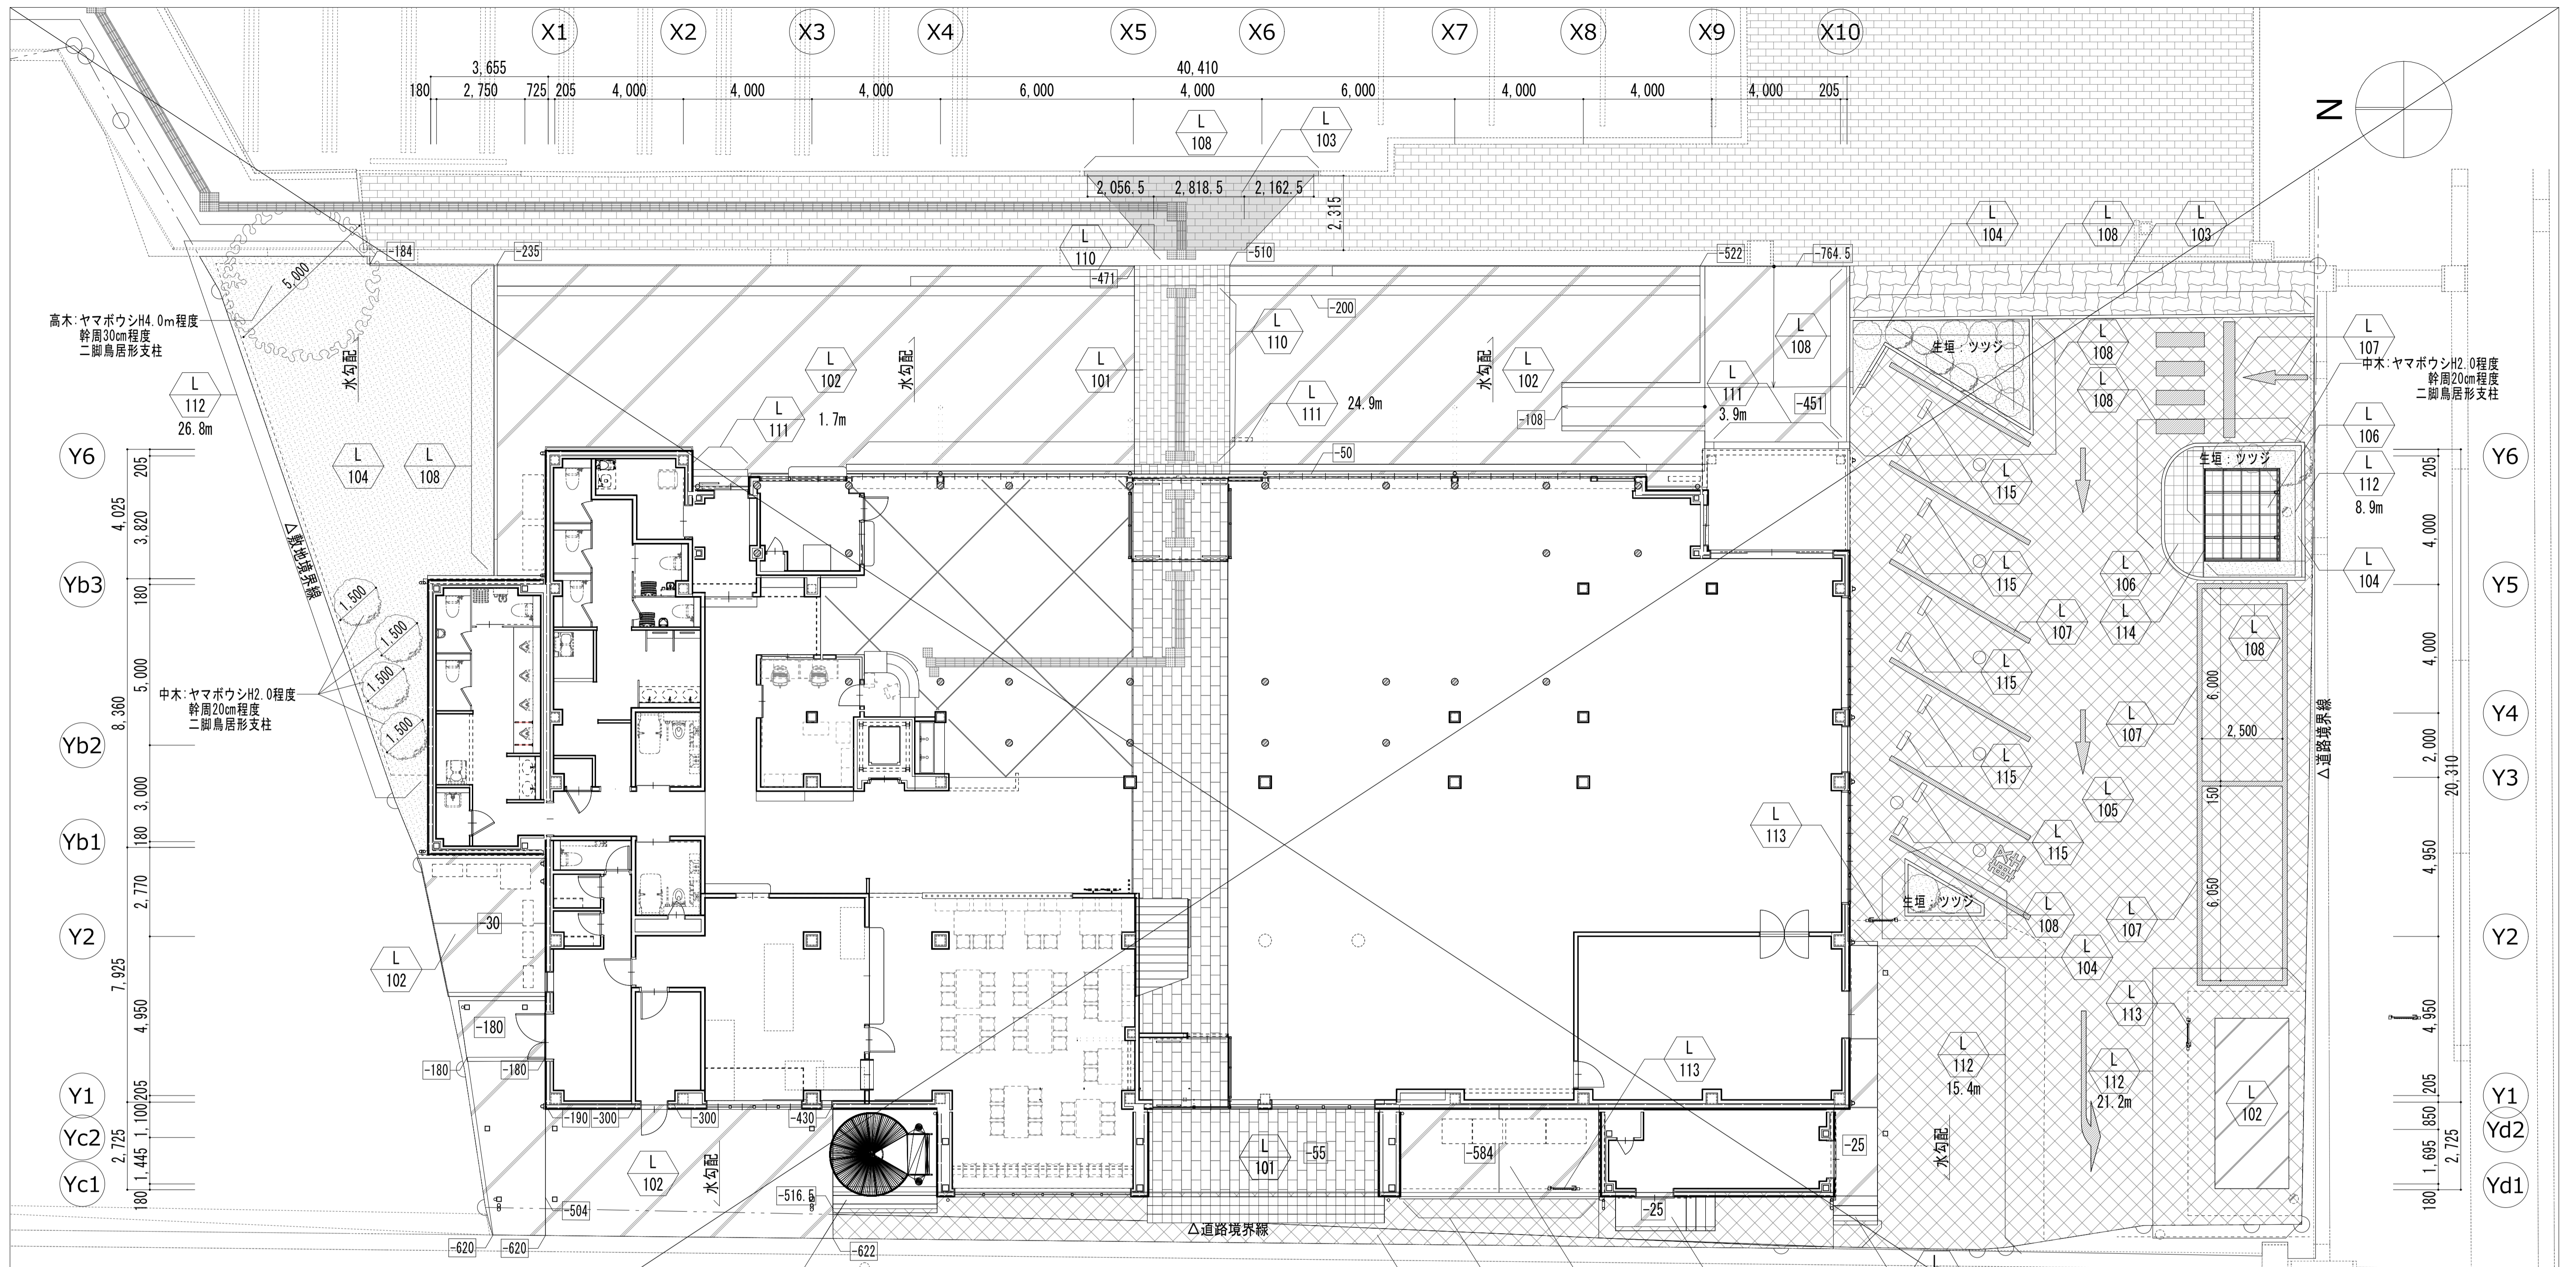 X1
X2
X3
X4
X5
X6
X7
X8
X9
X10
N
3,655
40,410
180
2,750
725
205
4,000
4,000
4,000
6,000
4,000
6,000
4,000
4,000
4,000
205
L
108
L
103
2,056.5
2,818.5
2,162.5
2,315
L
110
L
104
L
108
L
103
-184
-235
-471
-510
-522
-764.5
-200
5,000
高木:ヤマボウシH4.0m程度
幹周30cm程度
二脚鳥居形支柱
水勾配
水勾配
水勾配
L
112
26.8m
L
102
L
101
L
110
L
102
L
108
L
111
1.7m
L
111
24.9m
L
111
3.9m
-108
-451
-50
生垣:ツツジ
L
108
L
108
L
107
中木:ヤマボウシH2.0程度
幹周20cm程度
二脚鳥居形支柱
L
106
生垣:ツツジ
L
112
8.9m
L
104
L
104
L
108
△敷地境界線
1,500
1,500
1,500
1,500
中木:ヤマボウシH2.0程度
幹周20cm程度
二脚鳥居形支柱
L
115
L
115
L
106
L
107
L
114
L
108
L
115
6,000
L
107
2,500
△道路境界線
L
115
L
105
150
L
113
L
115
生垣:ツツジ
L
108
L
107
6,050
L
104
L
113
L
112
15.4m
L
112
21.2m
L
102
L
113
水勾配
Y6
Yb3
Yb2
Yb1
Y2
Y1
Yc2
Yc1
205
4,025
3,820
180
5,000
8,360
3,000
180
2,770
7,925
4,950
205
1,100
2,725
1,445
180
Y6
Y5
Y4
Y3
Y2
Y1
Yd2
Yd1
205
4,000
4,000
2,000
20,310
4,950
4,950
205
850
2,725
1,695
180
-30
L
102
-180
-180
-180
-190
-300
-300
-430
L
102
水勾配
-516.5
-504
-620
-620
-622
L
101
-55
-584
-25
-25
△道路境界線
L